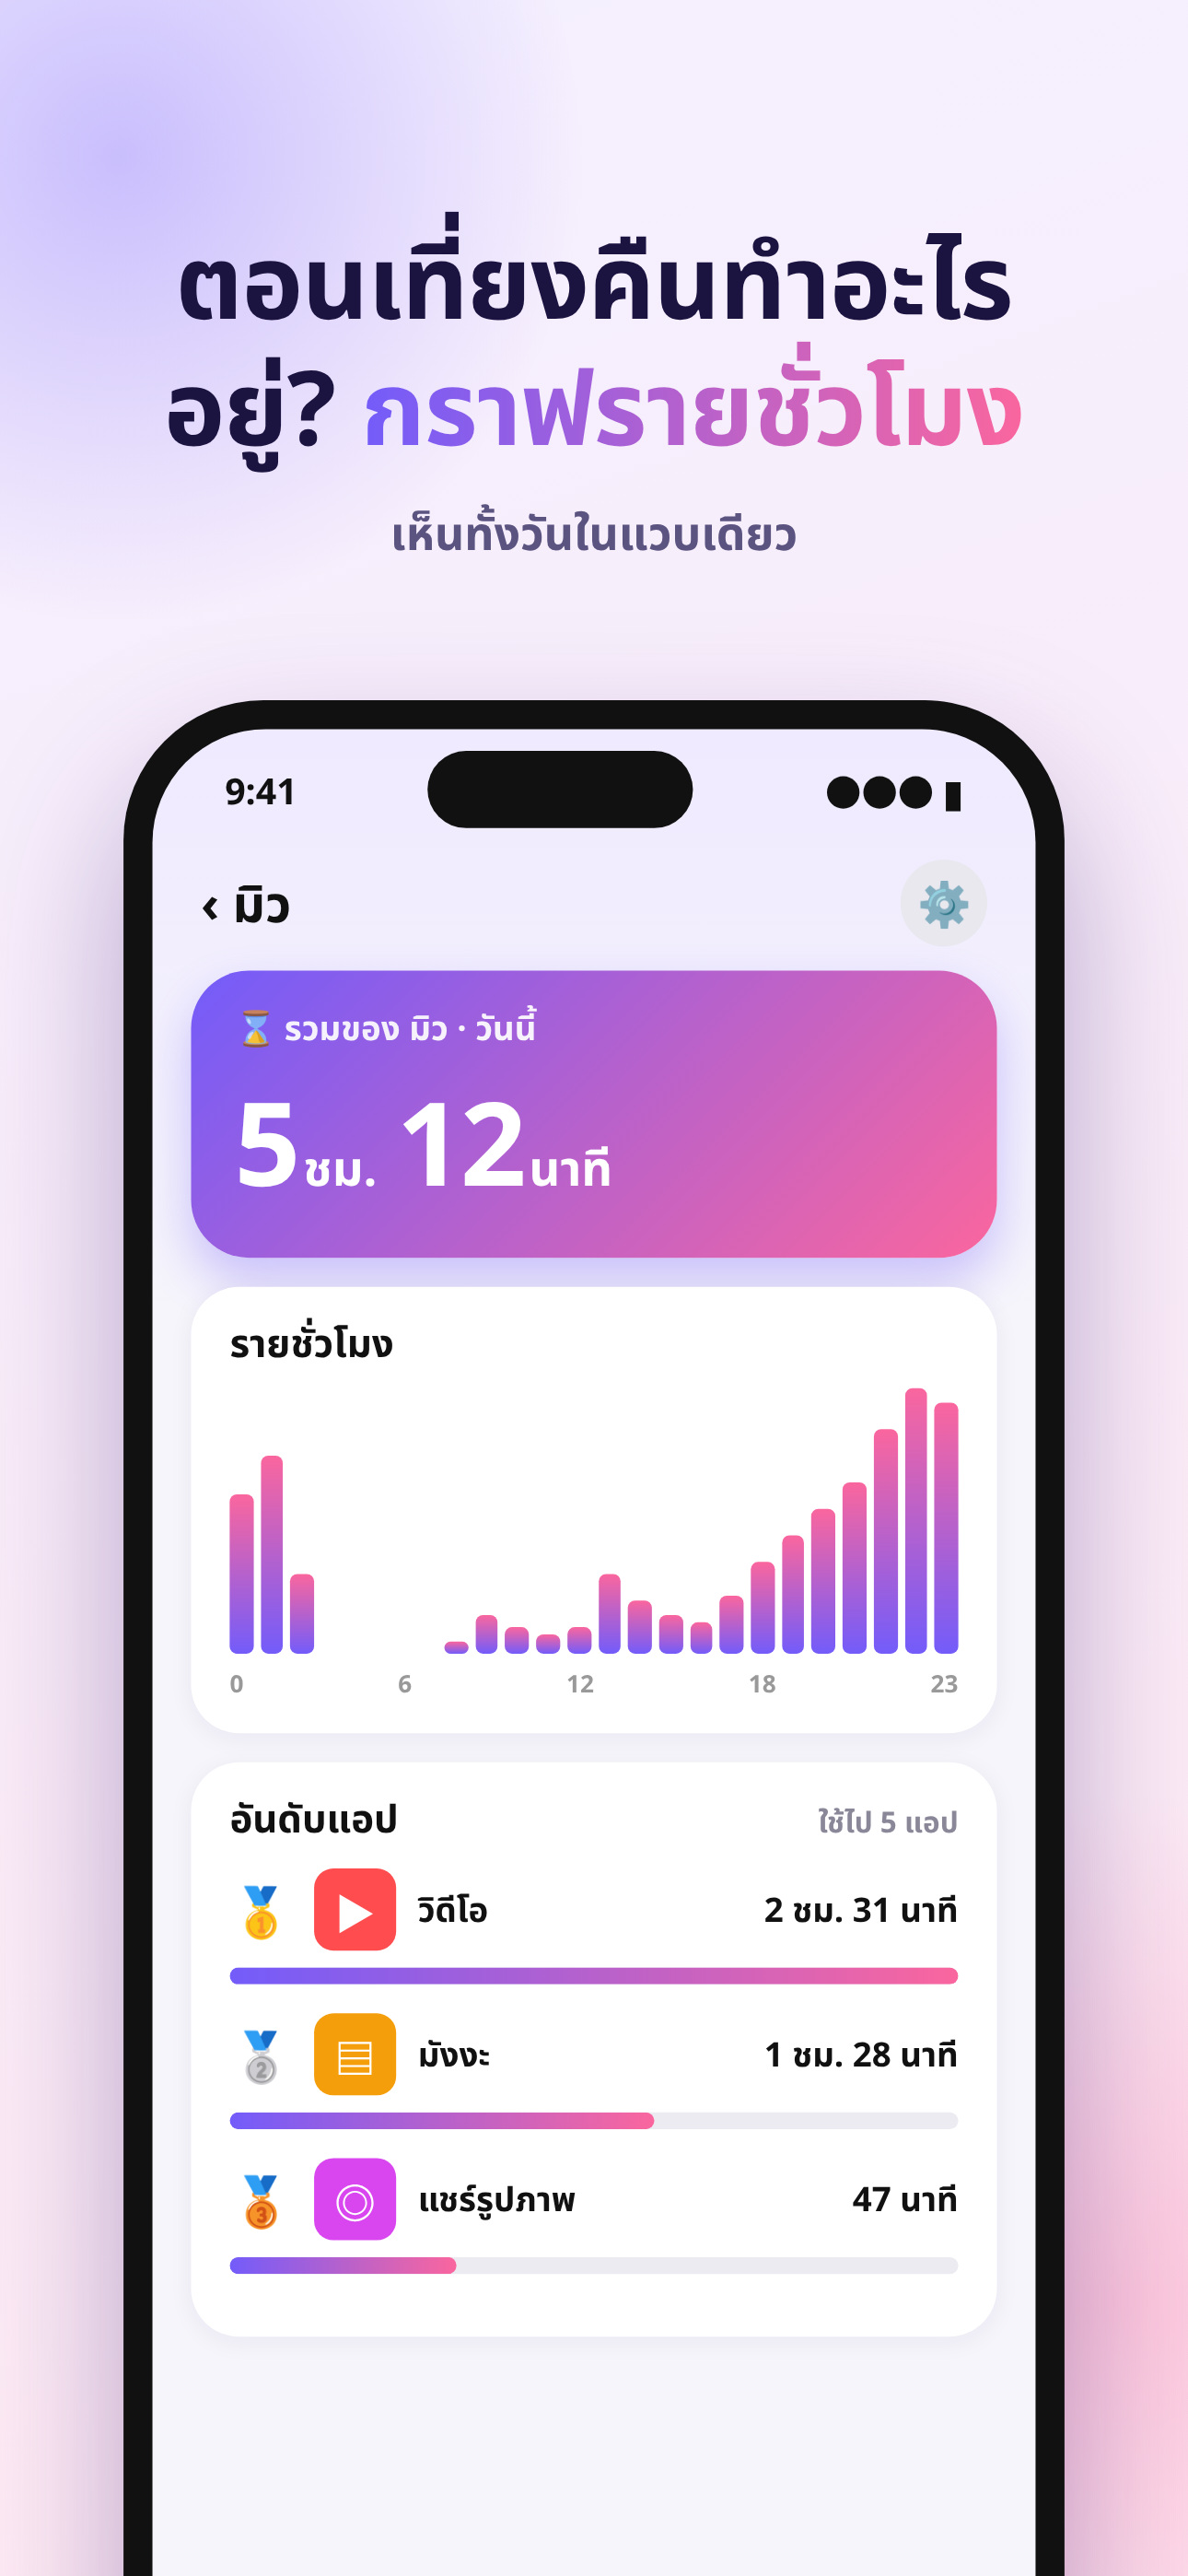 ตอนเที่ยงคืนทำอะไร
อยู่? กราฟรายชั่วโมง
เห็นทั้งวันในแวบเดียว
9:41
‹ มิว
รวมของ มิว · วันนี้
5 ชม. 12 นาที
รายชั่วโมง
0 6 12 18 23
อันดับแอป ใช้ไป 5 แอป
1 วิดีโอ 2 ชม. 31 นาที
2 มังงะ 1 ชม. 28 นาที
3 แชร์รูปภาพ 47 นาที